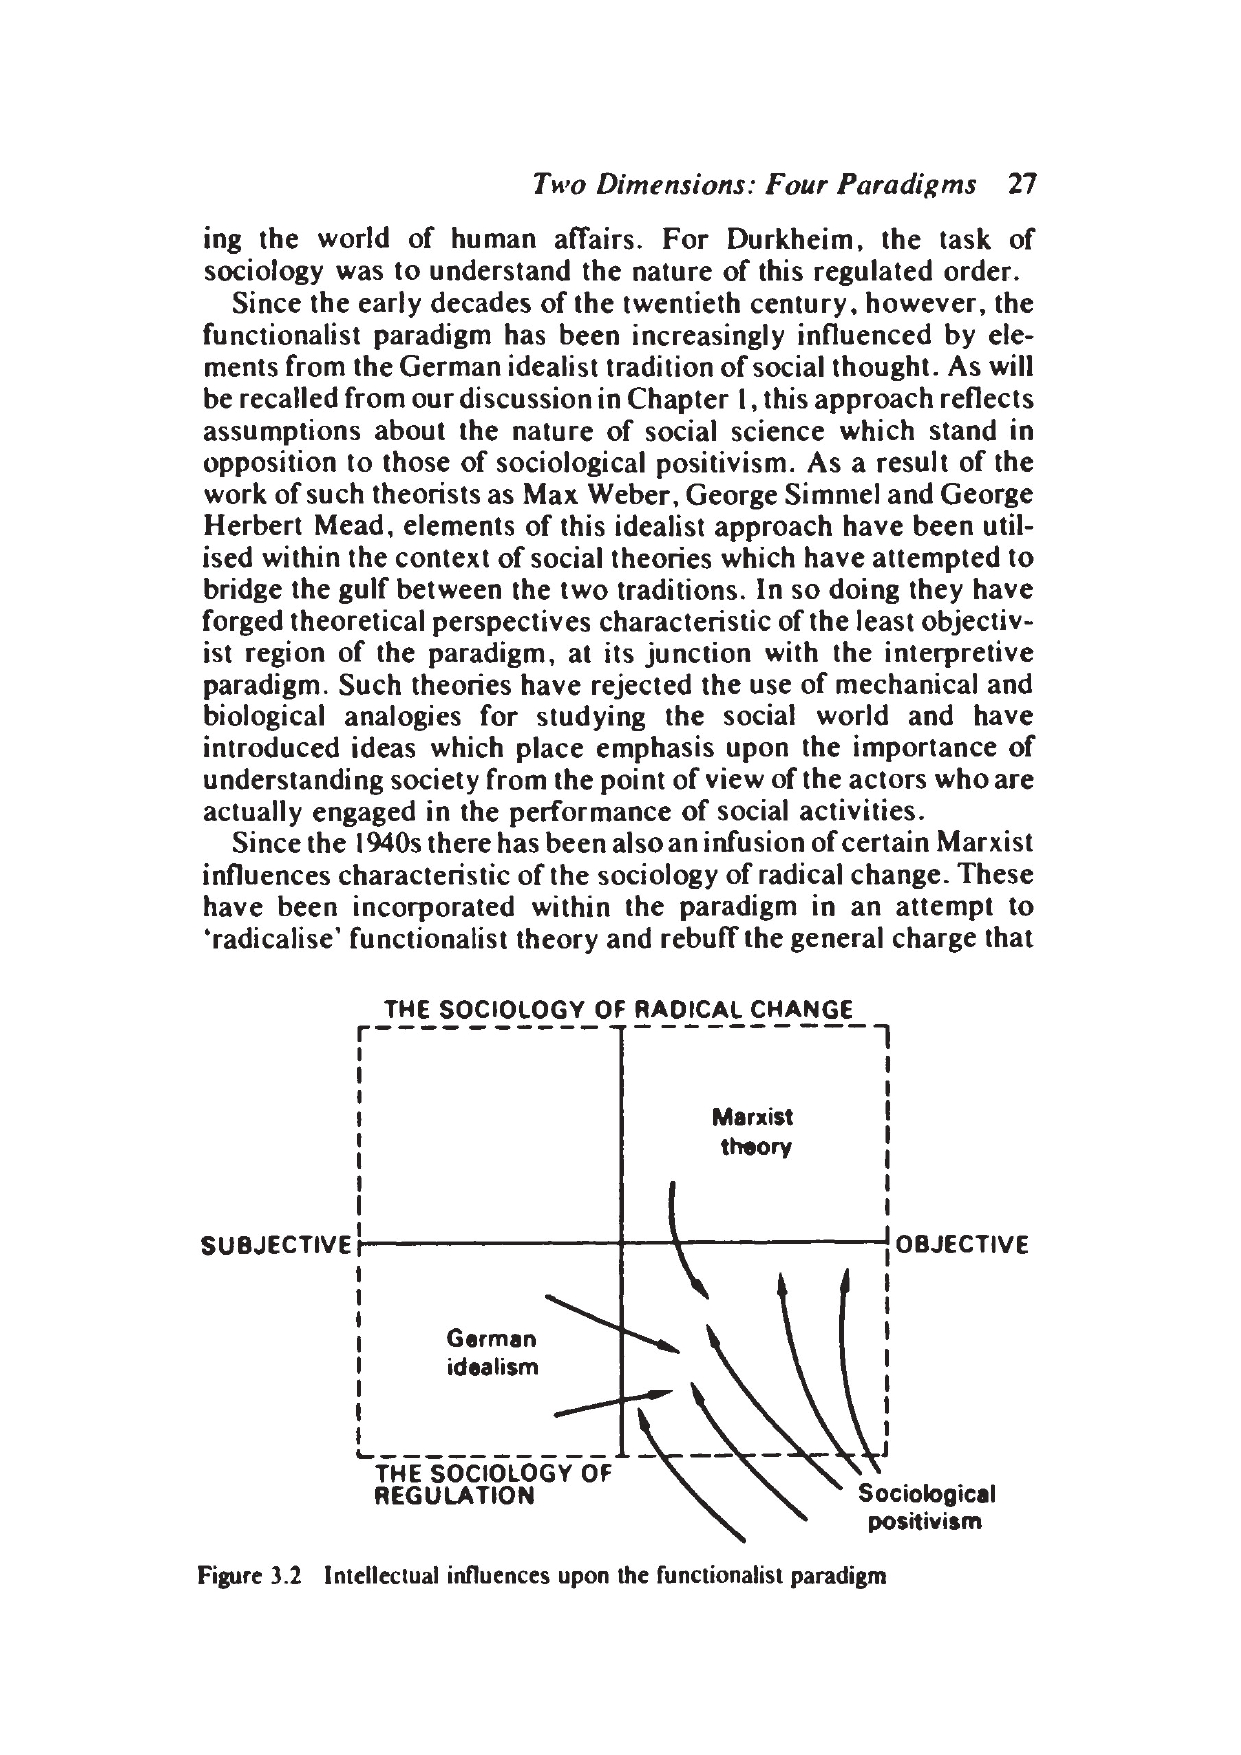 Two Dimensions: Four Paradigms 27
ing the world of human affairs. For Durkheim, the task of
sociology was to understand the nature of this regulated order.
Since the early decades of the twentieth century, however, the
functionalist paradigm has been increasingly influenced by ele-
ments from the German idealist tradition of social thought. As will
be recalled from our discussion in Chapter 1, this approach reflects
assumptions about the nature of social science which stand in
opposition to those of sociological positivism. As a result of the
work of such theorists as Max Weber, George Simmel and George
Herbert Mead, elements of this idealist approach have been util-
ised within the context of social theories which have attempted to
bridge the gulf between the two traditions. In so doing they have
forged theoretical perspectives characteristic of the least objectiv-
ist region of the paradigm, at its junction with the interpretive
paradigm. Such theories have rejected the use of mechanical and
biological analogies for studying the social world and have
introduced ideas which place emphasis upon the importance of
understanding society from the point of view of the actors who are
actually engaged in the performance of social activities.
Since the 1940s there has been also an infusion of certain Marxist
influences characteristic of the sociology of radical change. These
have been incorporated within the paradigm in an attempt to
'radicalise' functionalist theory and rebuff the general charge that
THE SOCIOLOGY OF RADICAL CHANGE
Marxist
theory
SUBJECTIVE
OBJECTIVE
German
idealism
THE SOCIOLOGY OF
REGULATION
Sociological
positivism
Figure 3.2 Intellectual influences upon the functionalist paradigm